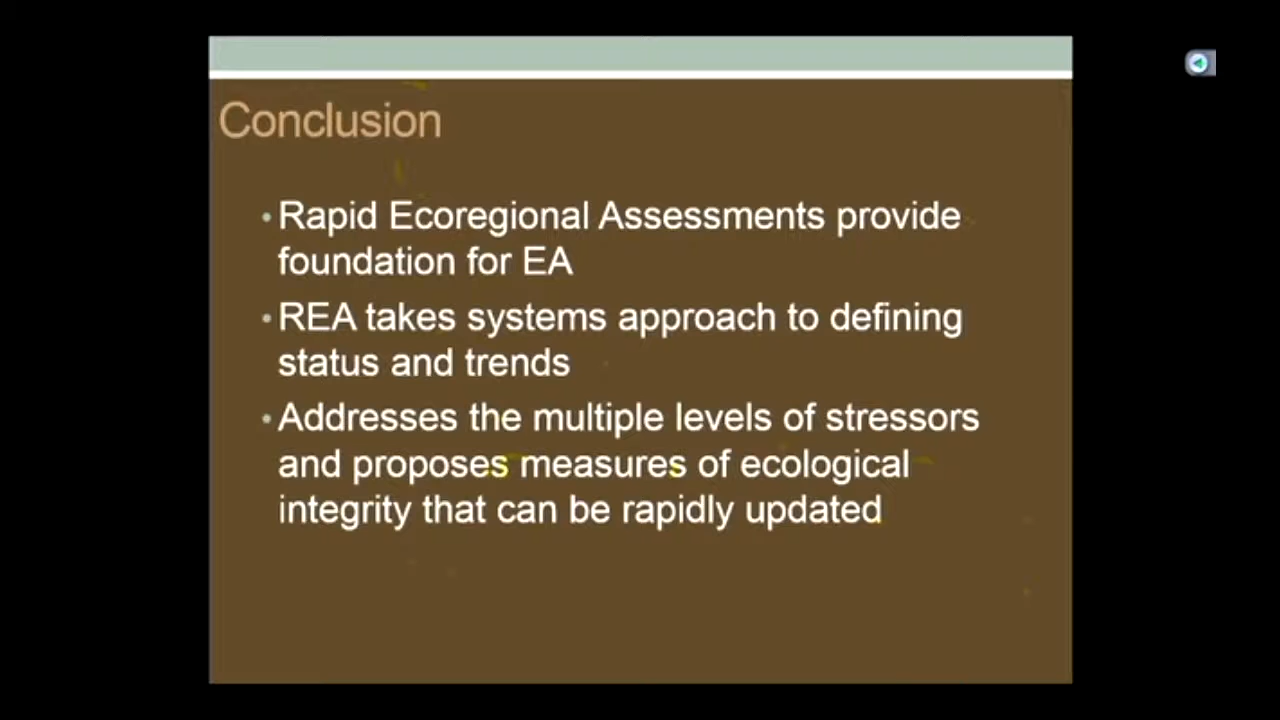 Conclusion
• Rapid Ecoregional Assessments provide
foundation for EA
• REA takes systems approach to defining
status and trends
• Addresses the multiple levels of stressors
and proposes measures of ecological
integrity that can be rapidly updated